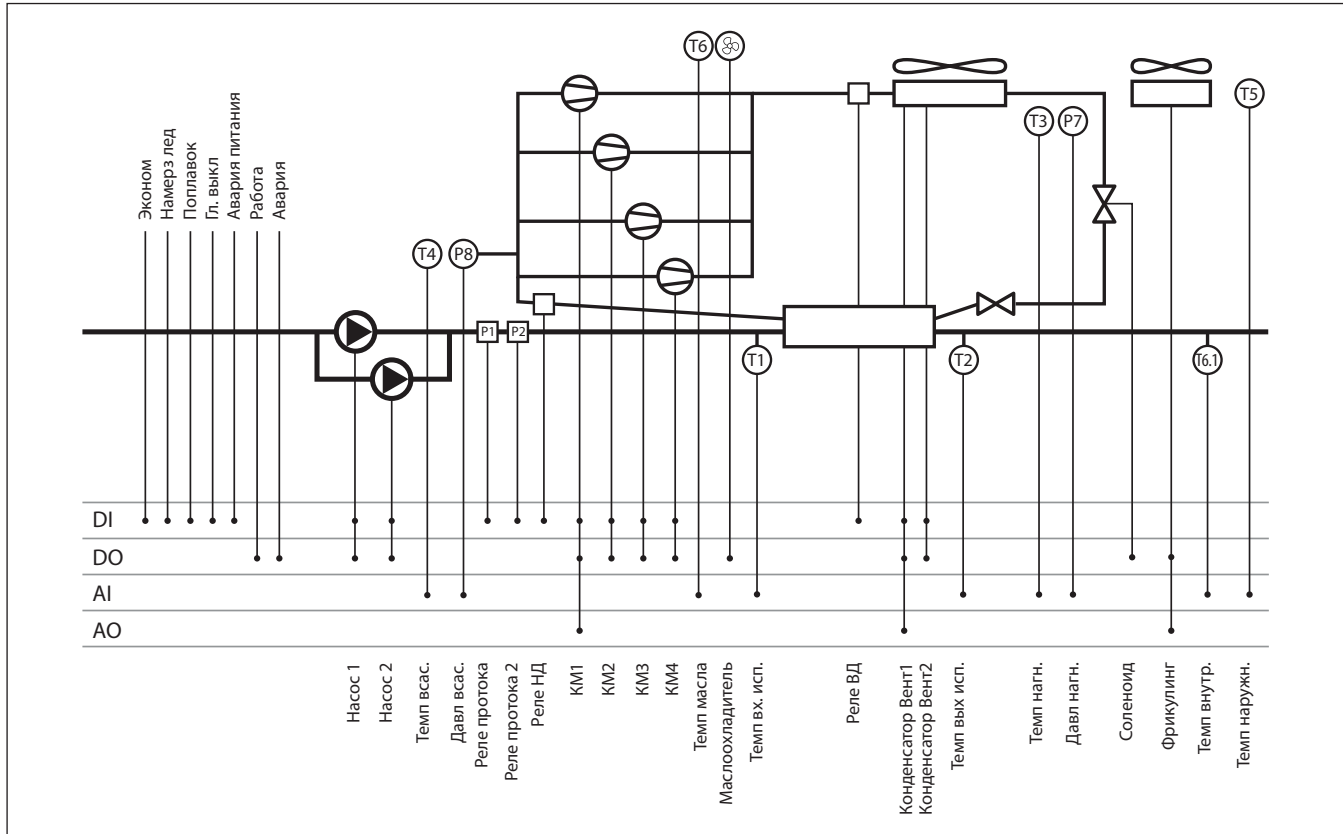 T6
T5
T3
P7
Эконом
Намерз лед
Поплавок
Гл. выкл
Авария питания
Работа
Авария
T4
P8
P1
P2
T1
T2
T6.1
DI
DO
AI
AO
Насос 1
Насос 2
Темп всас.
Давл всас.
Реле протока
Реле протока 2
Реле НД
КМ1
КМ2
КМ3
КМ4
Темп масла
Маслоохладитель
Темп вх. исп.
Реле ВД
Конденсатор Вент1
Конденсатор Вент2
Темп вых исп.
Темп нагн.
Давл нагн.
Соленоид
Фрикулинг
Темп внутр.
Темп наружн.